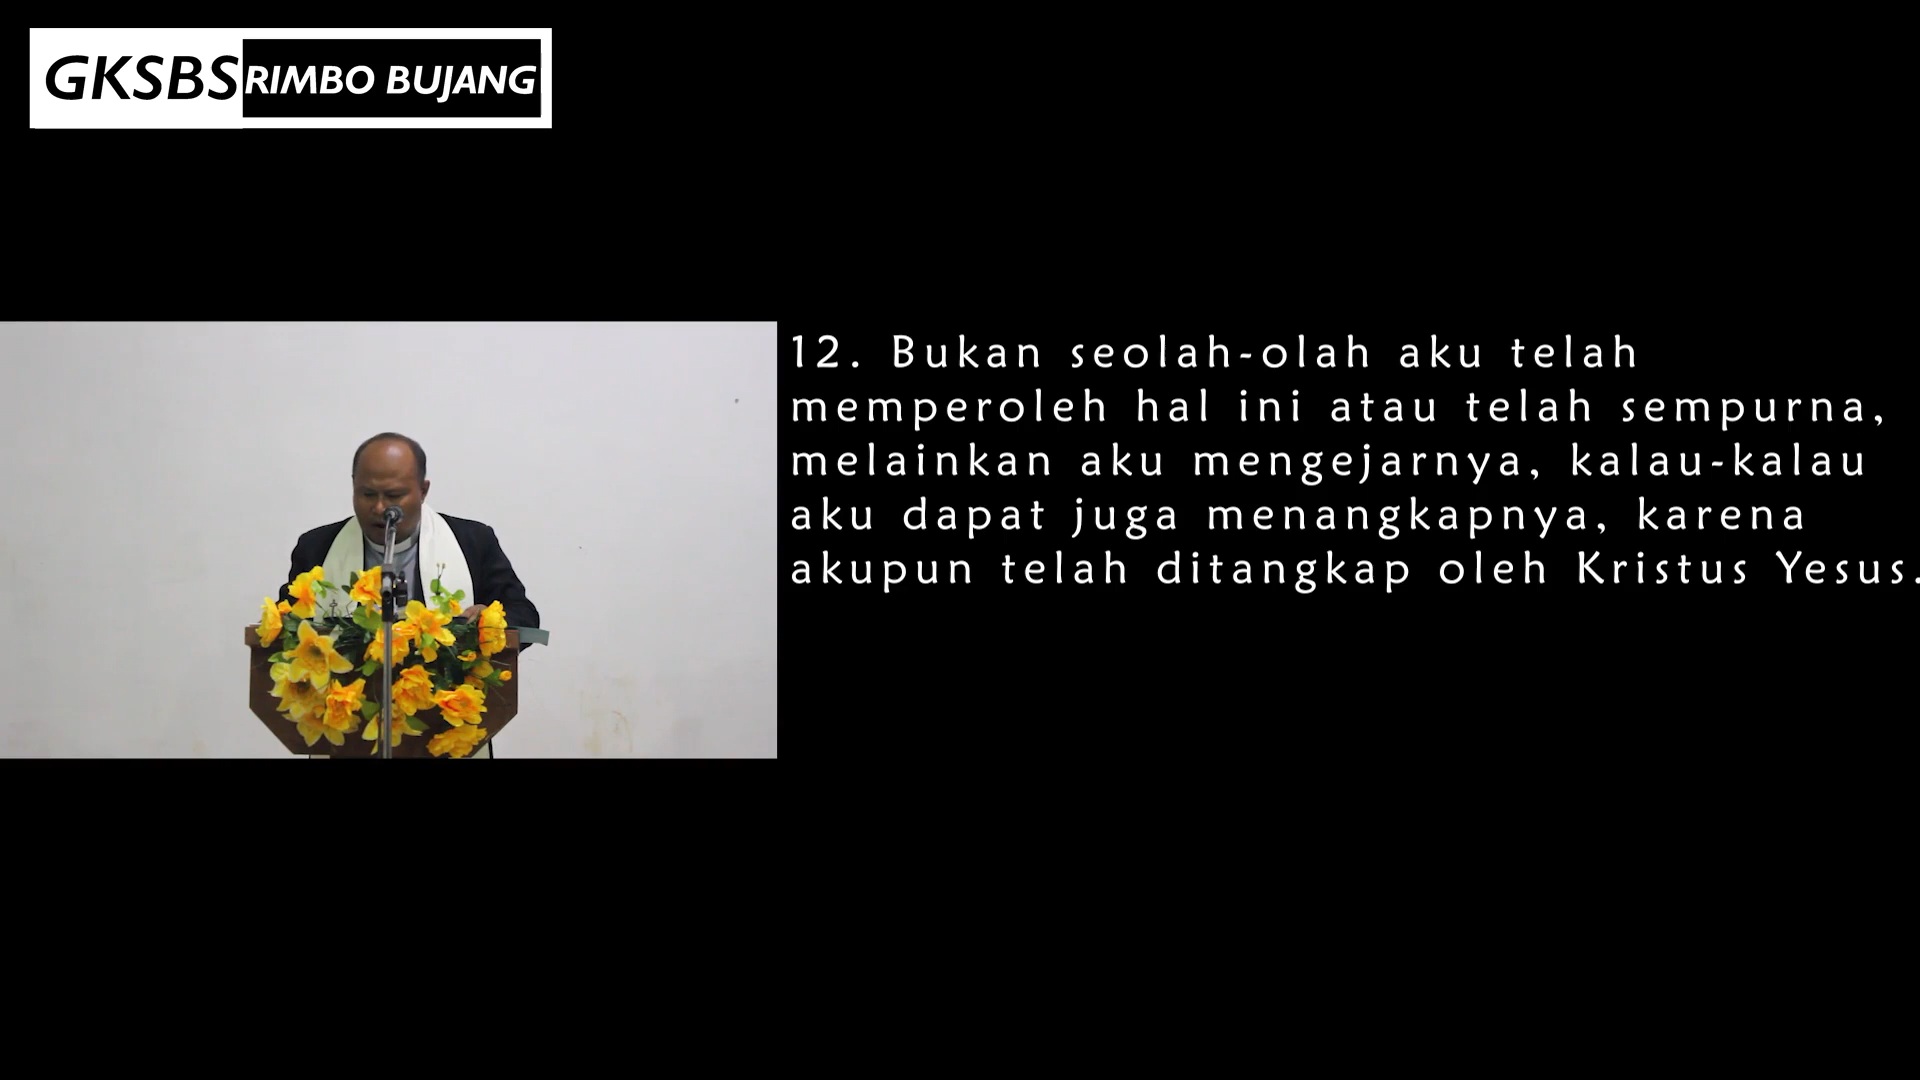 GKSBS RIMBO BUJANG
12. Bukan seolah-olah aku telah
memperoleh hal ini atau telah sempurna,
melainkan aku mengejarnya, kalau-kalau
aku dapat juga menangkapnya, karena
akupun telah ditangkap oleh Kristus Yesus.